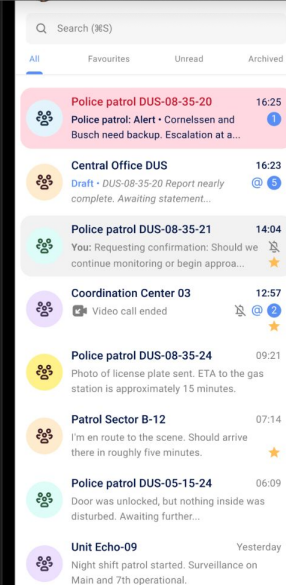 Search (⌘S)
All Favourites Unread Archived
Police patrol DUS-08-35-20 16:25
Police patrol: Alert • Cornelssen and 1
Busch need backup. Escalation at a...
Central Office DUS 16:23
Draft • DUS-08-35-20 Report nearly @ 5
complete. Awaiting statement...
Police patrol DUS-08-35-21 14:04
You: Requesting confirmation: Should we
continue monitoring or begin approa...
Coordination Center 03 12:57
Video call ended @ 2
Police patrol DUS-08-35-24 09:21
Photo of license plate sent. ETA to the gas
station is approximately 15 minutes.
Patrol Sector B-12 07:14
I'm en route to the scene. Should arrive
there in roughly five minutes.
Police patrol DUS-05-15-24 06:09
Door was unlocked, but nothing inside was
disturbed. Awaiting further...
Unit Echo-09 Yesterday
Night shift patrol started. Surveillance on
Main and 7th operational.